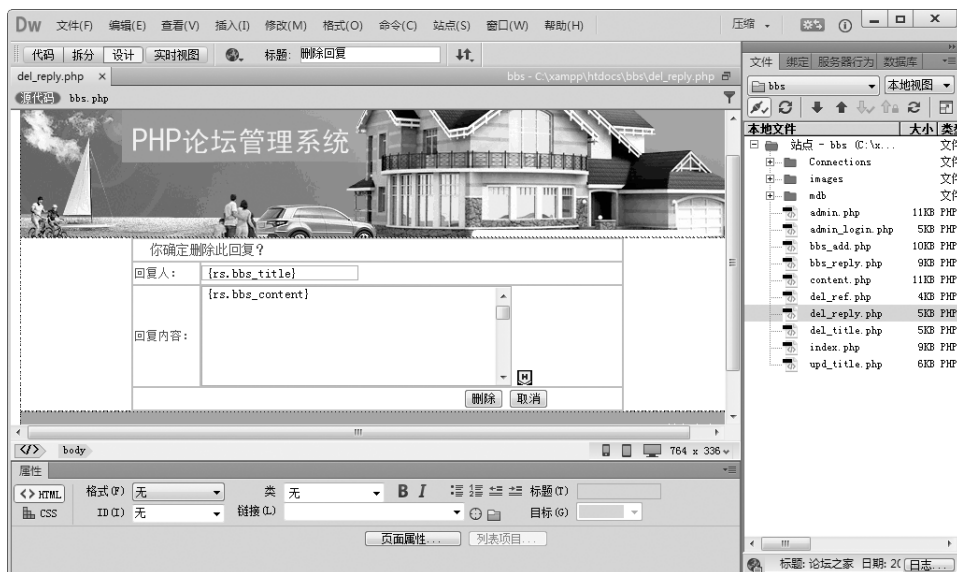 Dw 文件(F) 编辑(E) 查看(V) 插入(I) 修改(M) 格式(O) 命令(C) 站点(S) 窗口(W) 帮助(H) 压缩
代码 拆分 设计 实时视图 标题: 删除回复
del_reply.php × bbs - C:\xampp\htdocs\bbs\del_reply.php
源代码 bbs.php
PHP论坛管理系统
你确定删除此回复?
回复人: {rs.bbs_title}
回复内容: {rs.bbs_content}
删除 取消
body 764 x 336
属性
<> HTML 格式(F) 无 类 无 B I 标题(T)
CSS ID(I) 无 链接(L) 目标(G)
页面属性... 列表项目...
文件 绑定 服务器行为 数据库
bbs 本地视图
本地文件 大小 类
站点 - bbs (C:\x... 文件
Connections 文件
images 文件
mdb 文件
admin.php 11KB PHP
admin_login.php 5KB PHP
bbs_add.php 10KB PHP
bbs_reply.php 9KB PHP
content.php 11KB PHP
del_ref.php 4KB PHP
del_reply.php 5KB PHP
del_title.php 5KB PHP
index.php 9KB PHP
upd_title.php 6KB PHP
标题: 论坛之家 日期: 20 日志...